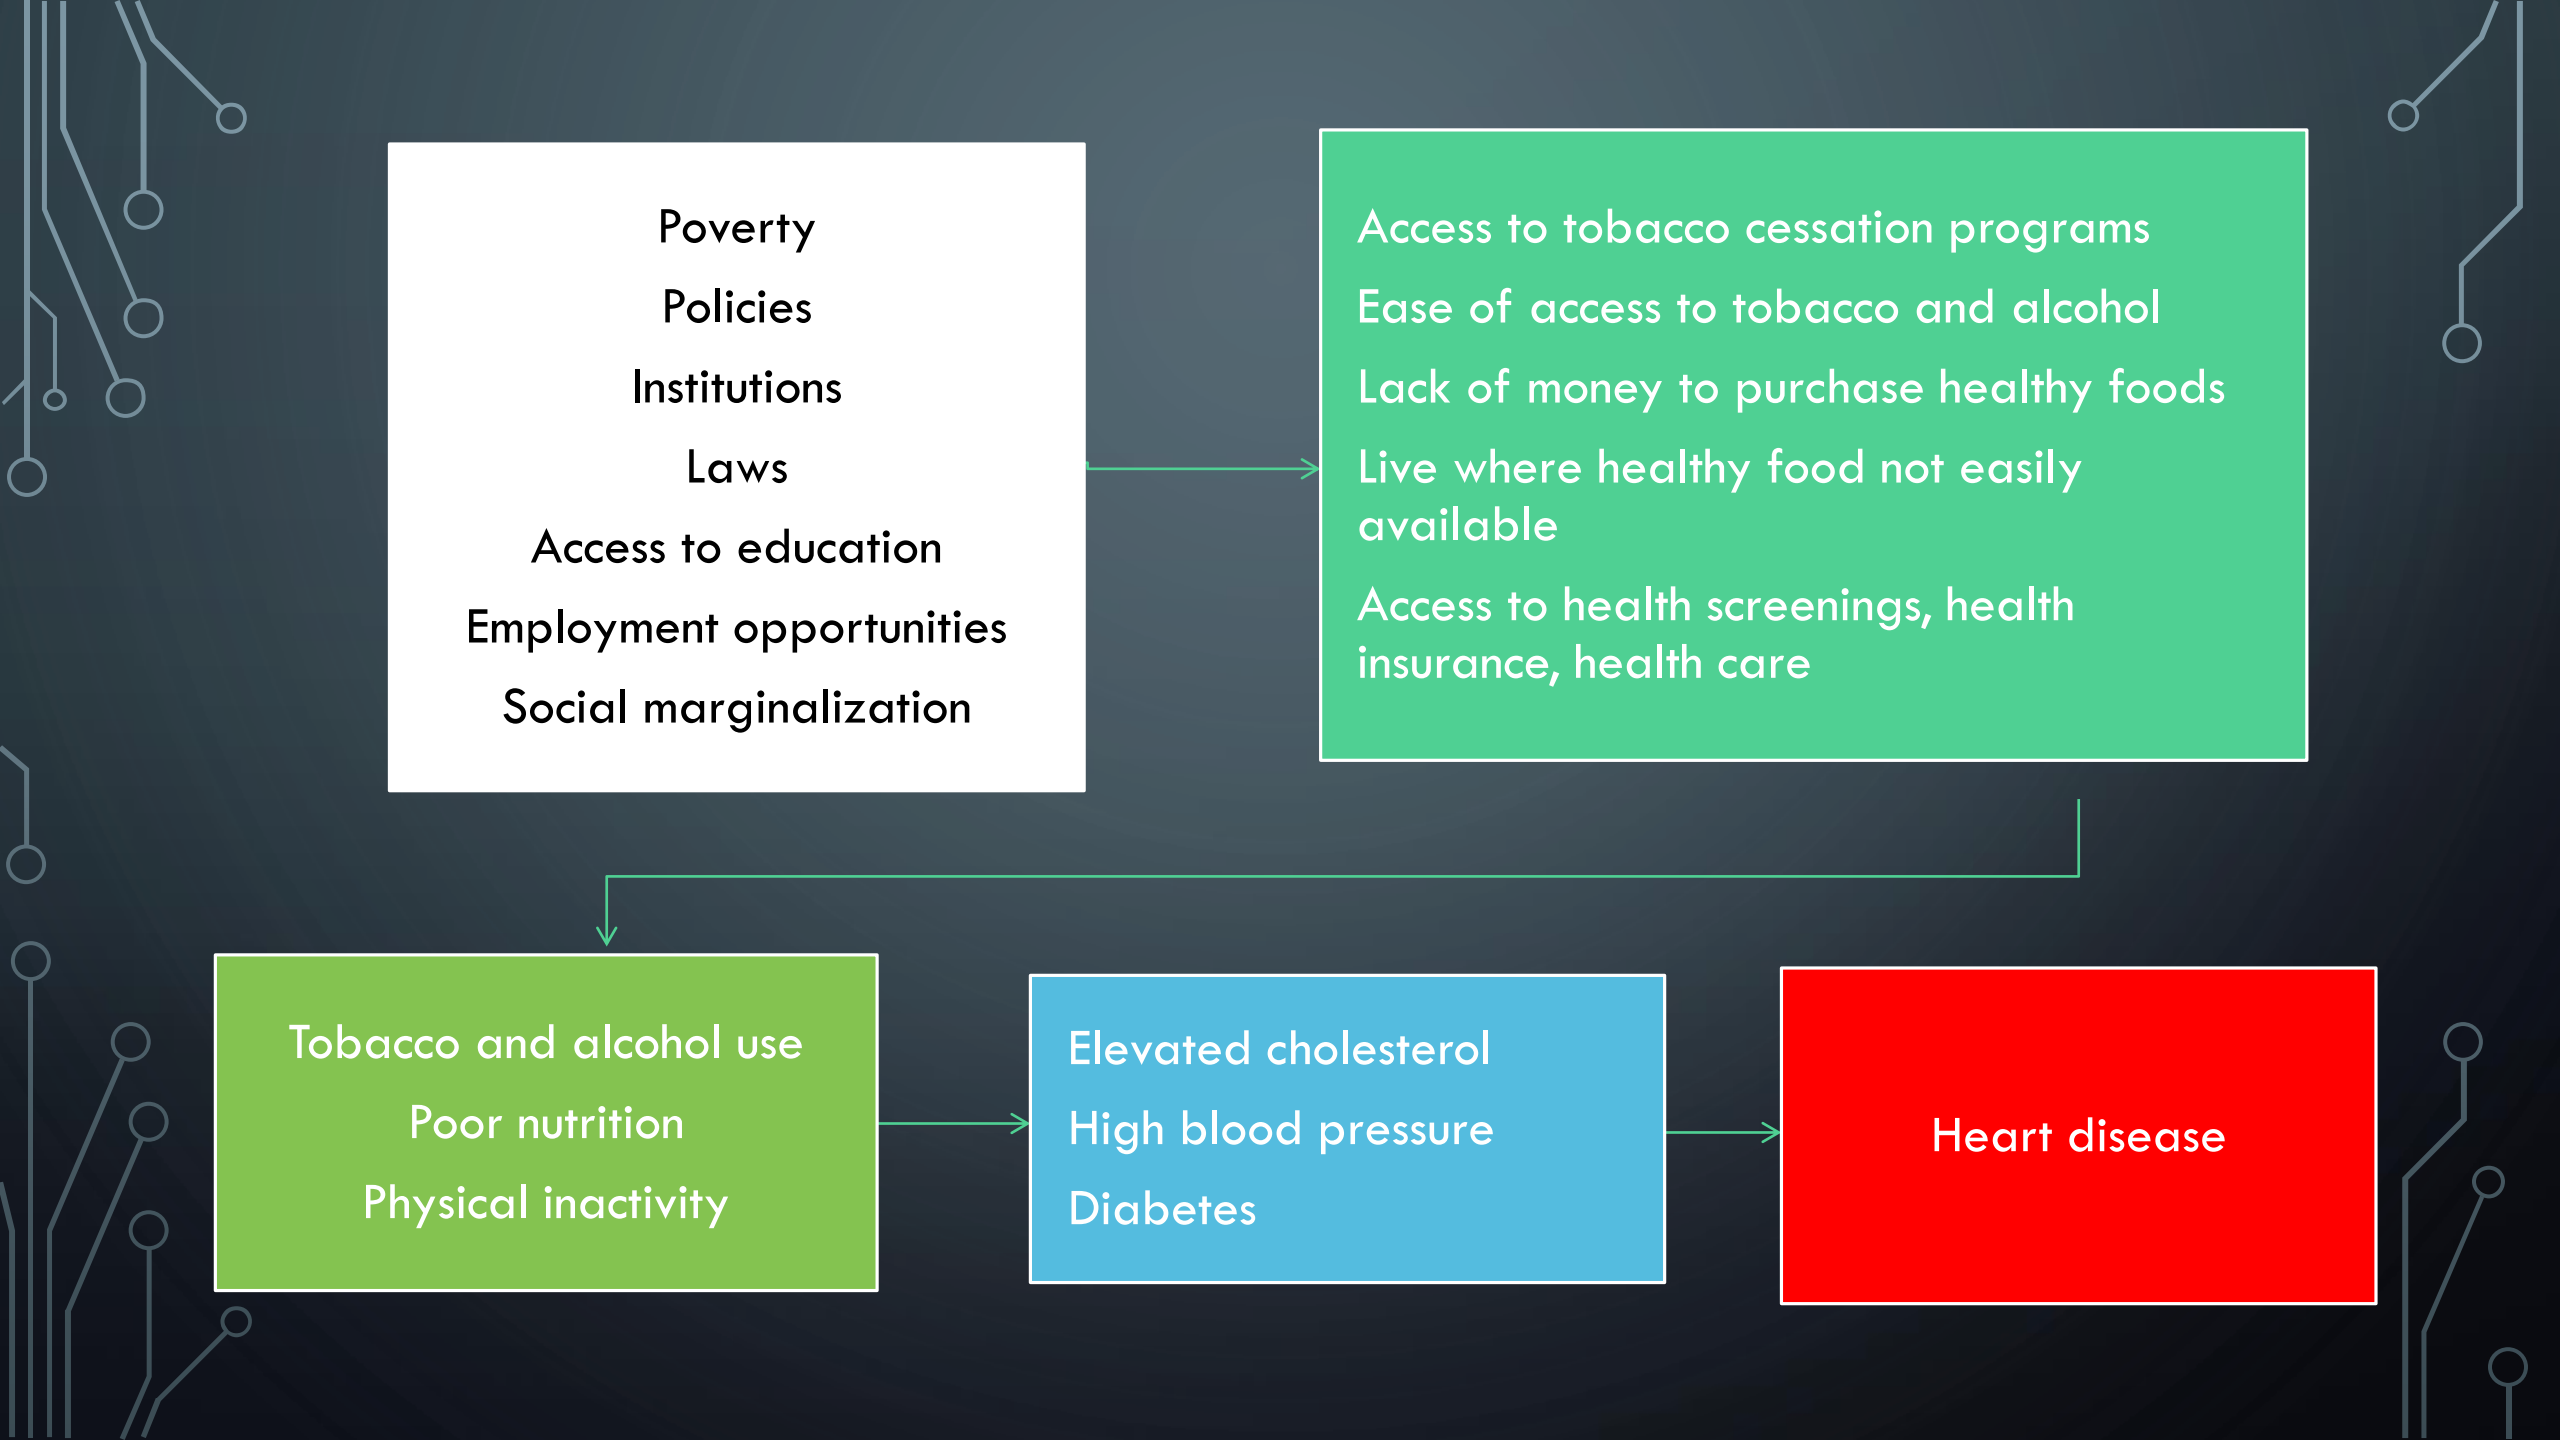 Poverty
Policies
Institutions
Laws
Access to education
Employment opportunities
Social marginalization
Access to tobacco cessation programs
Ease of access to tobacco and alcohol
Lack of money to purchase healthy foods
Live where healthy food not easily
available
Access to health screenings, health
insurance, health care
Tobacco and alcohol use
Poor nutrition
Physical inactivity
Elevated cholesterol
High blood pressure
Diabetes
Heart disease